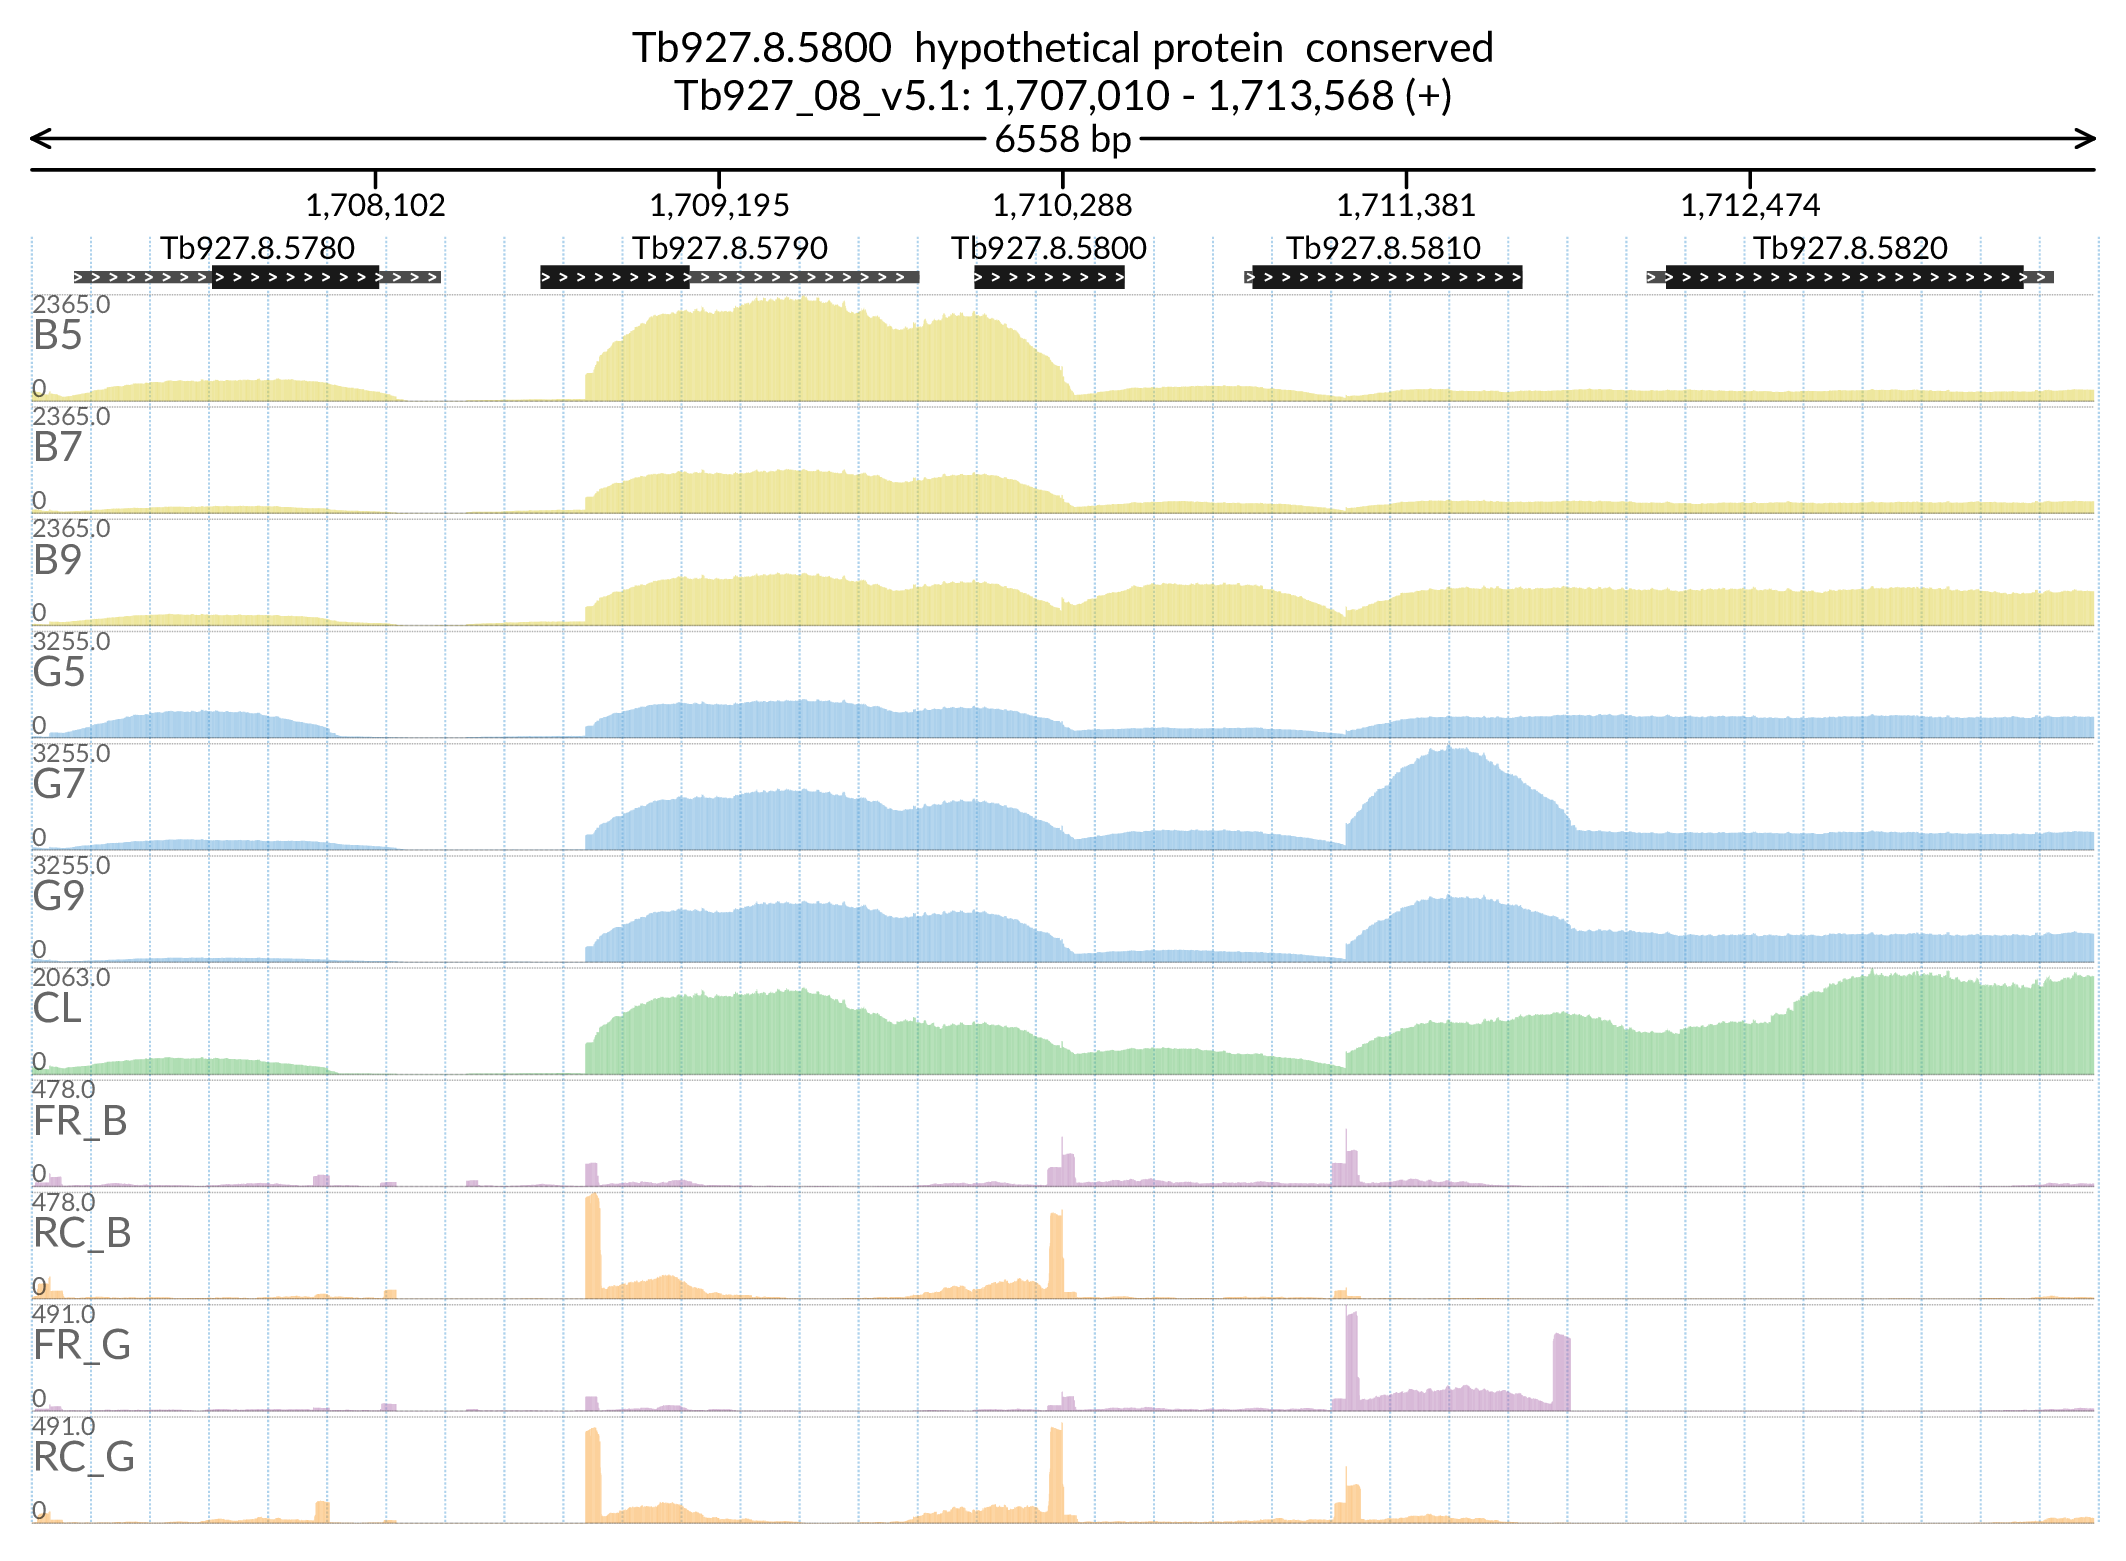 Tb927.8.5800  hypothetical protein  conserved
Tb927_08_v5.1: 1,707,010 - 1,713,568 (+)
6558 bp
1,708,102 1,709,195 1,710,288 1,711,381 1,712,474
Tb927.8.5780 Tb927.8.5790 Tb927.8.5800 Tb927.8.5810 Tb927.8.5820
2365.0
B5
0
2365.0
B7
0
2365.0
B9
0
3255.0
G5
0
3255.0
G7
0
3255.0
G9
0
2063.0
CL
0
478.0
FR_B
0
478.0
RC_B
0
491.0
FR_G
0
491.0
RC_G
0